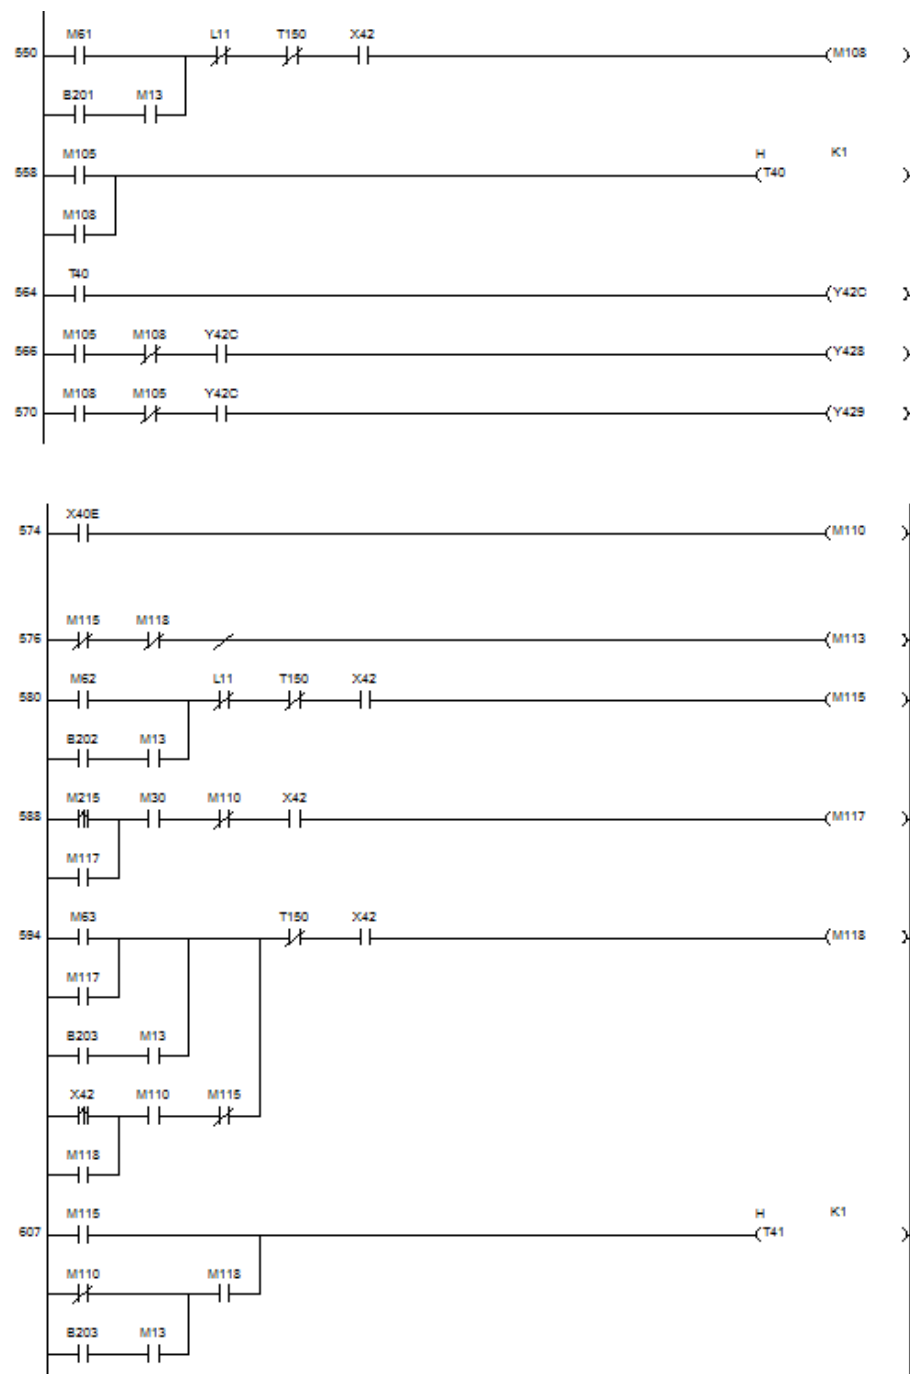 M61 L11 T150 X42
550 M108
B201 M13
M105 H K1
558 T40
M108
T40
564 Y42C
M105 M108 Y42C
566 Y428
M108 M105 Y42C
570 Y429
X40E
574 M110
M115 M118
576 M113
M62 L11 T150 X42
580 M115
B202 M13
M215 M30 M110 X42
588 M117
M117
M63 T150 X42
594 M118
M117
B203 M13
X42 M110 M115
M118
M115 H K1
607 T41
M110 M118
B203 M13